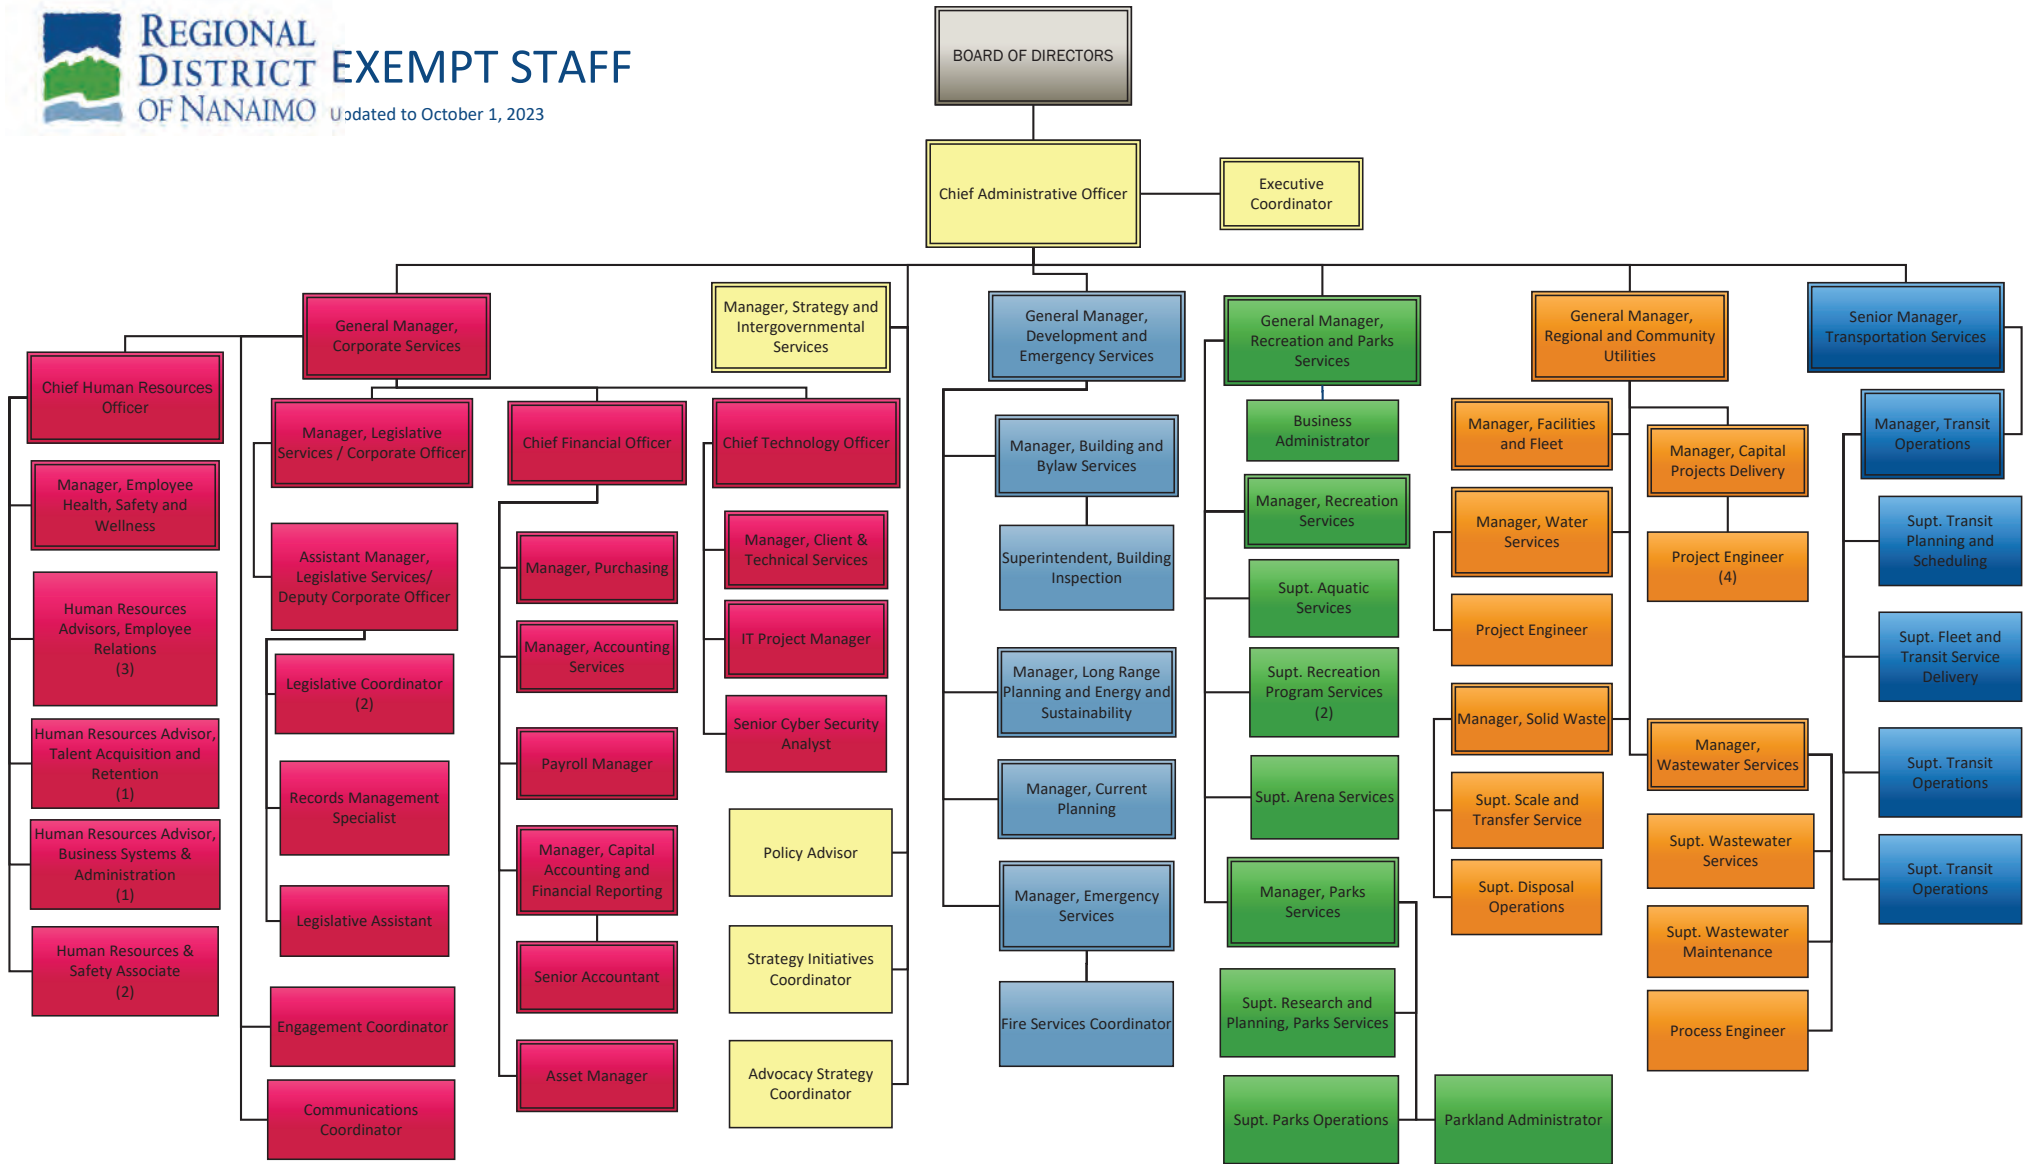 REGIONAL
DISTRICT
OF NANAIMO
EXEMPT STAFF
Updated to October 1, 2023
BOARD OF DIRECTORS
Chief Administrative Officer
Executive
Coordinator
General Manager,
Corporate Services
Chief Human Resources
Officer
Manager, Employee
Health, Safety and
Wellness
Human Resources
Advisors, Employee
Relations
(3)
Human Resources Advisor,
Talent Acquisition and
Retention
(1)
Human Resources Advisor,
Business Systems &
Administration
(1)
Human Resources &
Safety Associate
(2)
Manager, Legislative
Services / Corporate Officer
Assistant Manager,
Legislative Services/
Deputy Corporate Officer
Legislative Coordinator
(2)
Records Management
Specialist
Legislative Assistant
Engagement Coordinator
Communications
Coordinator
Chief Financial Officer
Manager, Purchasing
Manager, Accounting
Services
Payroll Manager
Manager, Capital
Accounting and
Financial Reporting
Senior Accountant
Asset Manager
Chief Technology Officer
Manager, Client &
Technical Services
IT Project Manager
Senior Cyber Security
Analyst
Manager, Strategy and
Intergovernmental
Services
Policy Advisor
Strategy Initiatives
Coordinator
Advocacy Strategy
Coordinator
General Manager,
Development and
Emergency Services
Manager, Building and
Bylaw Services
Superintendent, Building
Inspection
Manager, Long Range
Planning and Energy and
Sustainability
Manager, Current
Planning
Manager, Emergency
Services
Fire Services Coordinator
General Manager,
Recreation and Parks
Services
Business
Administrator
Manager, Recreation
Services
Supt. Aquatic
Services
Supt. Recreation
Program Services
(2)
Supt. Arena Services
Manager, Parks
Services
Supt. Research and
Planning, Parks Services
Supt. Parks Operations
Parkland Administrator
General Manager,
Regional and Community
Utilities
Manager, Facilities
and Fleet
Manager, Water
Services
Project Engineer
Manager, Solid Waste
Supt. Scale and
Transfer Service
Supt. Disposal
Operations
Manager, Capital
Projects Delivery
Project Engineer
(4)
Manager,
Wastewater Services
Supt. Wastewater
Services
Supt. Wastewater
Maintenance
Process Engineer
Senior Manager,
Transportation Services
Manager, Transit
Operations
Supt. Transit
Planning and
Scheduling
Supt. Fleet and
Transit Service
Delivery
Supt. Transit
Operations
Supt. Transit
Operations